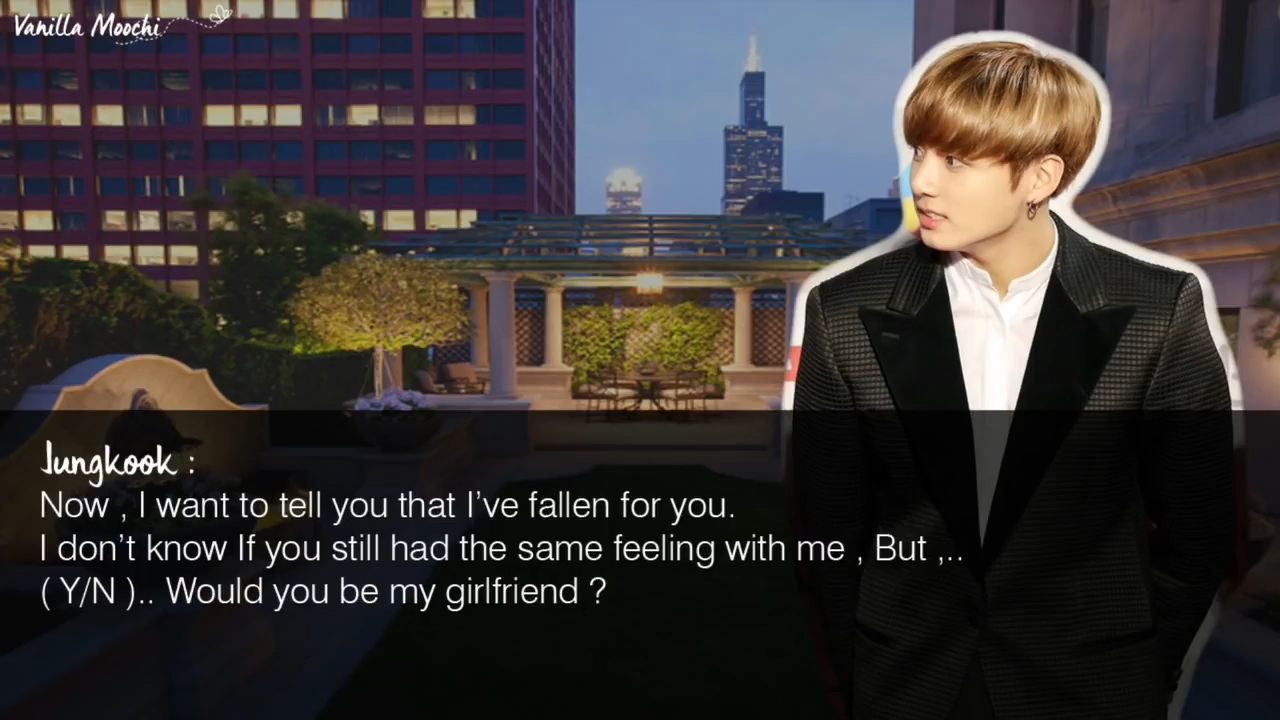 Vanilla Moochi
Jungkook :
Now , I want to tell you that I’ve fallen for you.
I don’t know If you still had the same feeling with me , But ,..
( Y/N ).. Would you be my girlfriend ?